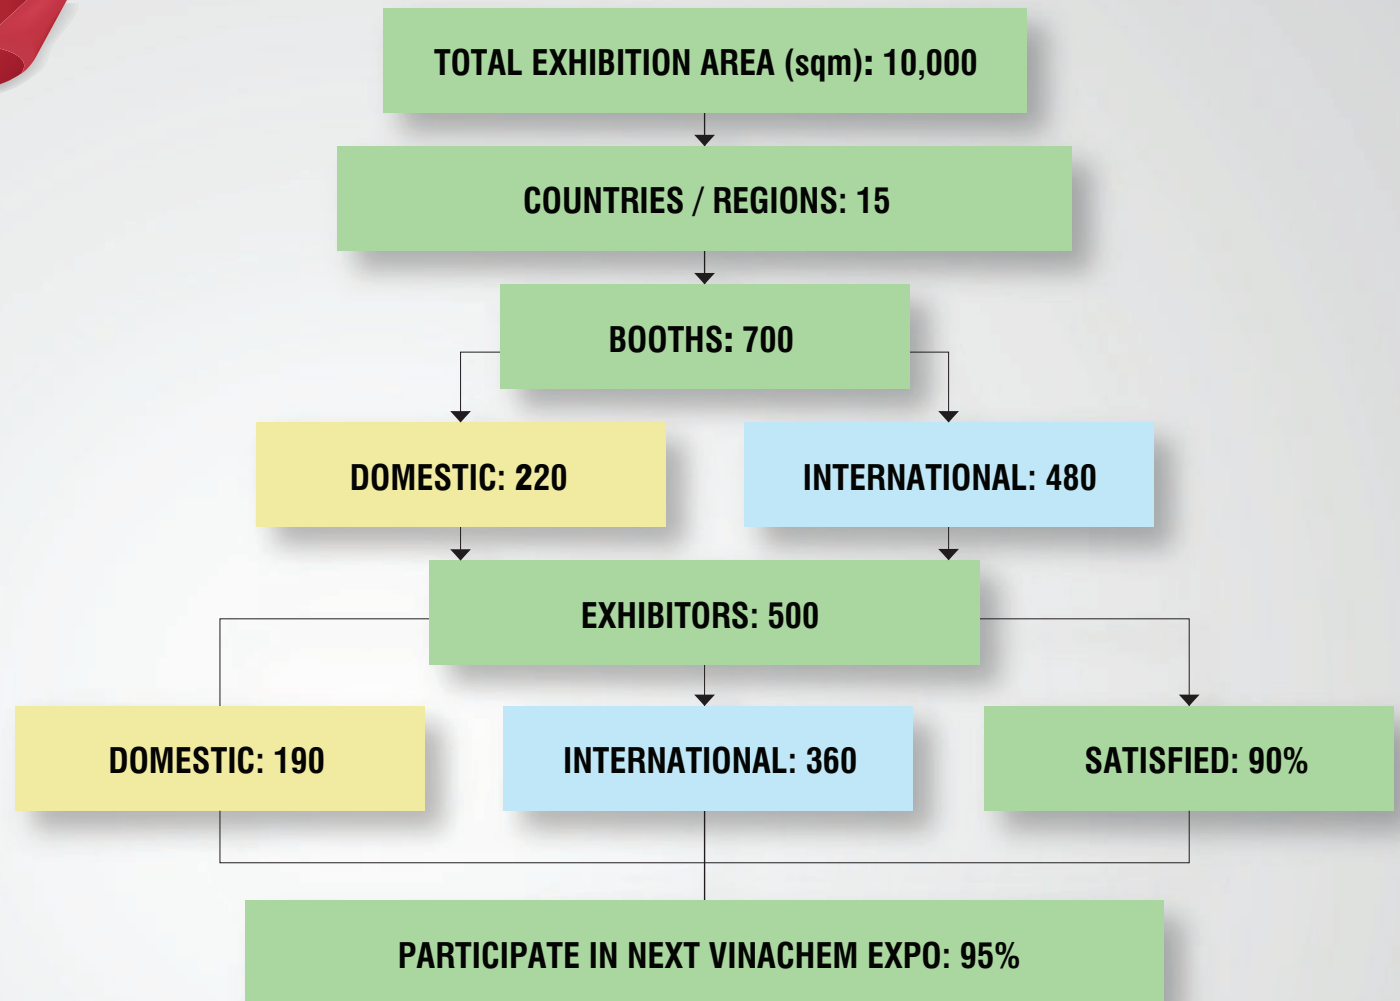 TOTAL EXHIBITION AREA (sqm): 10,000
COUNTRIES / REGIONS: 15
BOOTHS: 700
DOMESTIC: 220
INTERNATIONAL: 480
EXHIBITORS: 500
DOMESTIC: 190
INTERNATIONAL: 360
SATISFIED: 90%
PARTICIPATE IN NEXT VINACHEM EXPO: 95%